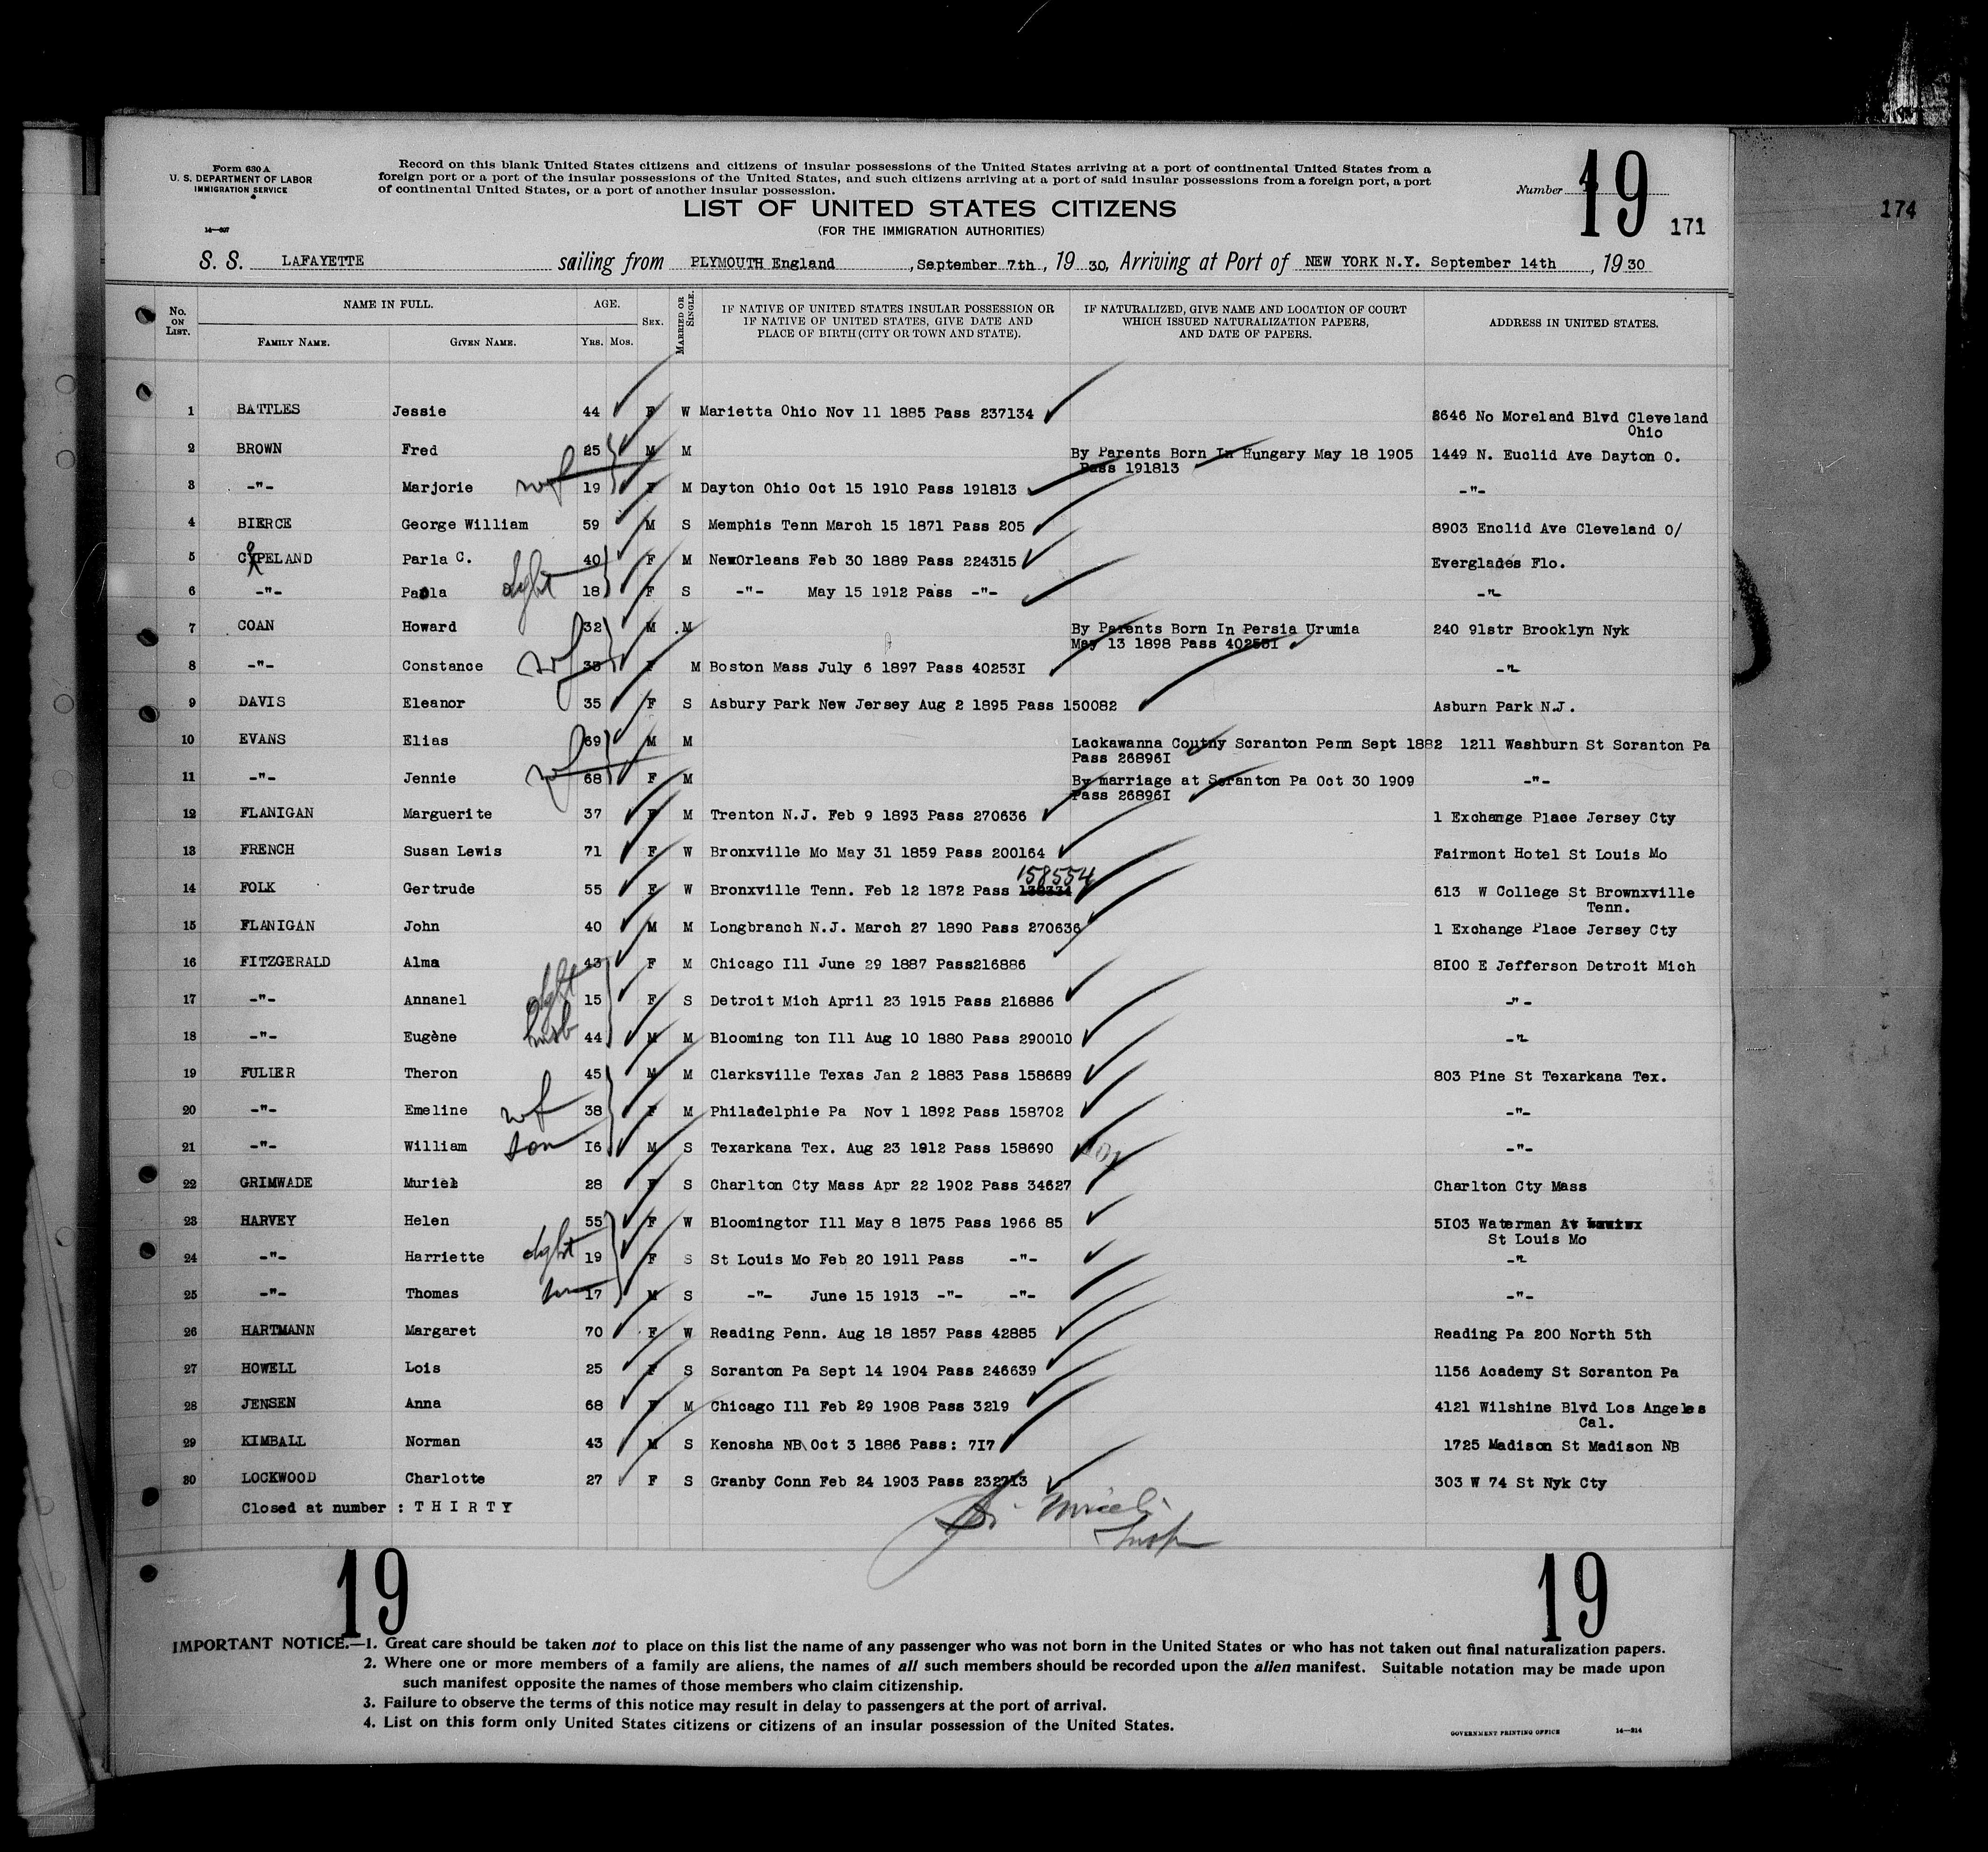 Form 630 A
U. S. DEPARTMENT OF LABOR
IMMIGRATION SERVICE
Record on this blank United States citizens and citizens of insular possessions of the United States arriving at a port of continental United States from a
foreign port or a port of the insular possessions of the United States, and such citizens arriving at a port of said insular possessions from a foreign port, a port
of continental United States, or a port of another insular possession.
Number 19
171
174
LIST OF UNITED STATES CITIZENS
(FOR THE IMMIGRATION AUTHORITIES)
S. S. LAFAYETTE sailing from PLYMOUTH England, September 7th, 19 30, Arriving at Port of NEW YORK N.Y. September 14th, 19 30
No. ON LIST. NAME IN FULL. FAMILY NAME. GIVEN NAME. AGE. YRS. MOS. SEX. MARRIED OR SINGLE. IF NATIVE OF UNITED STATES INSULAR POSSESSION OR IF NATIVE OF UNITED STATES, GIVE DATE AND PLACE OF BIRTH (CITY OR TOWN AND STATE). IF NATURALIZED, GIVE NAME AND LOCATION OF COURT WHICH ISSUED NATURALIZATION PAPERS, AND DATE OF PAPERS. ADDRESS IN UNITED STATES.
1 BATTLES Jessie 44 F W Marietta Ohio Nov 11 1885 Pass 237134 8646 No Moreland Blvd Cleveland
Ohio
2 BROWN Fred 25 M M By Parents Born In Hungary May 18 1905 1449 N. Euclid Ave Dayton O.
Pass 191813
3 -"- Marjorie wf 19 F M Dayton Ohio Oct 15 1910 Pass 191813 -"-
4 BIERCE George William 59 M S Memphis Tenn March 15 1871 Pass 205 8903 Enclid Ave Cleveland O/
5 COPELAND Parla C. 40 F M NewOrleans Feb 30 1889 Pass 224315 Everglades Flo.
6 -"- Paola dght 18 F S -"- May 15 1912 Pass -"- -"-
7 COAN Howard 32 M M By Parents Born In Persia Urumia 240 91str Brooklyn Nyk
May 13 1898 Pass 402531
8 -"- Constance wf 33 F M Boston Mass July 6 1897 Pass 40253I -"-
9 DAVIS Eleanor 35 F S Asbury Park New Jersey Aug 2 1895 Pass 150082 Asburn Park N.J.
10 EVANS Elias 69 M M Lackawanna Coutny Scranton Penn Sept 1882 1211 Washburn St Scranton Pa
Pass 26896I
11 -"- Jennie wf 68 F M By marriage at Scranton Pa Oct 30 1909 -"-
Pass 26896I
12 FLANIGAN Marguerite 37 F M Trenton N.J. Feb 9 1893 Pass 270636 1 Exchange Place Jersey Cty
13 FRENCH Susan Lewis 71 F W Bronxville Mo May 31 1859 Pass 200164 Fairmont Hotel St Louis Mo
158554
14 FOLK Gertrude 55 F W Bronxville Tenn. Feb 12 1872 Pass 613 W College St Brownxville
Tenn.
15 FLANIGAN John 40 M M Longbranch N.J. March 27 1890 Pass 270636 1 Exchange Place Jersey Cty
16 FITZGERALD Alma 43 F M Chicago Ill June 29 1887 Pass216886 8I00 E Jefferson Detroit Mich
17 -"- Annanel dght 15 F S Detroit Mich April 23 1915 Pass 216886 -"-
18 -"- Eugène husb 44 M M Blooming ton Ill Aug 10 1880 Pass 290010 -"-
19 FULLER Theron 45 M M Clarksville Texas Jan 2 1883 Pass 158689 803 Pine St Texarkana Tex.
20 -"- Emeline wf 38 F M Philadelphie Pa Nov 1 1892 Pass 158702 -"-
21 -"- William son I6 M S Texarkana Tex. Aug 23 1912 Pass 158690 -"-
22 GRIMWADE Muriel 28 F S Charlton Cty Mass Apr 22 1902 Pass 34627 Charlton Cty Mass
23 HARVEY Helen 55 F W Bloomingtor Ill May 8 1875 Pass 1966 85 5I03 Waterman Av
St Louis Mo
24 -"- Harriette dght 19 F S St Louis Mo Feb 20 1911 Pass -"- -"-
25 -"- Thomas son 17 M S -"- June 15 1913 -"- -"- -"-
26 HARTMANN Margaret 70 F W Reading Penn. Aug 18 1857 Pass 42885 Reading Pa 200 North 5th
27 HOWELL Lois 25 F S Scranton Pa Sept 14 1904 Pass 246639 1156 Academy St Scranton Pa
28 JENSEN Anna 68 F M Chicago Ill Feb 29 1908 Pass 3219 4121 Wilshine Blvd Los Angeles
Cal.
29 KIMBALL Norman 43 M S Kenosha NB Oct 3 1886 Pass: 7I7 1725 Madison St Madison NB
30 LOCKWOOD Charlotte 27 F S Granby Conn Feb 24 1903 Pass 232713 303 W 74 St Nyk Cty
Closed at number : T H I R T Y
Insp
19 19
IMPORTANT NOTICE.—1. Great care should be taken not to place on this list the name of any passenger who was not born in the United States or who has not taken out final naturalization papers.
2. Where one or more members of a family are aliens, the names of all such members should be recorded upon the alien manifest. Suitable notation may be made upon
such manifest opposite the names of those members who claim citizenship.
3. Failure to observe the terms of this notice may result in delay to passengers at the port of arrival.
4. List on this form only United States citizens or citizens of an insular possession of the United States.
GOVERNMENT PRINTING OFFICE 14—214